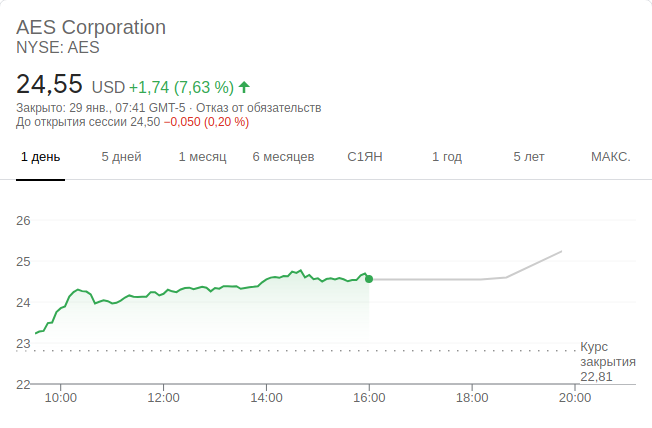 AES Corporation
NYSE: AES
24,55 USD +1,74 (7,63 %)
Закрыто: 29 янв., 07:41 GMT-5 · Отказ от обязательств
До открытия сессии 24,50 −0,050 (0,20 %)
1 день 5 дней 1 месяц 6 месяцев С1ЯН 1 год 5 лет МАКС.
26
25
24
23
Курс
закрытия
22,81
22
10:00 12:00 14:00 16:00 18:00 20:00